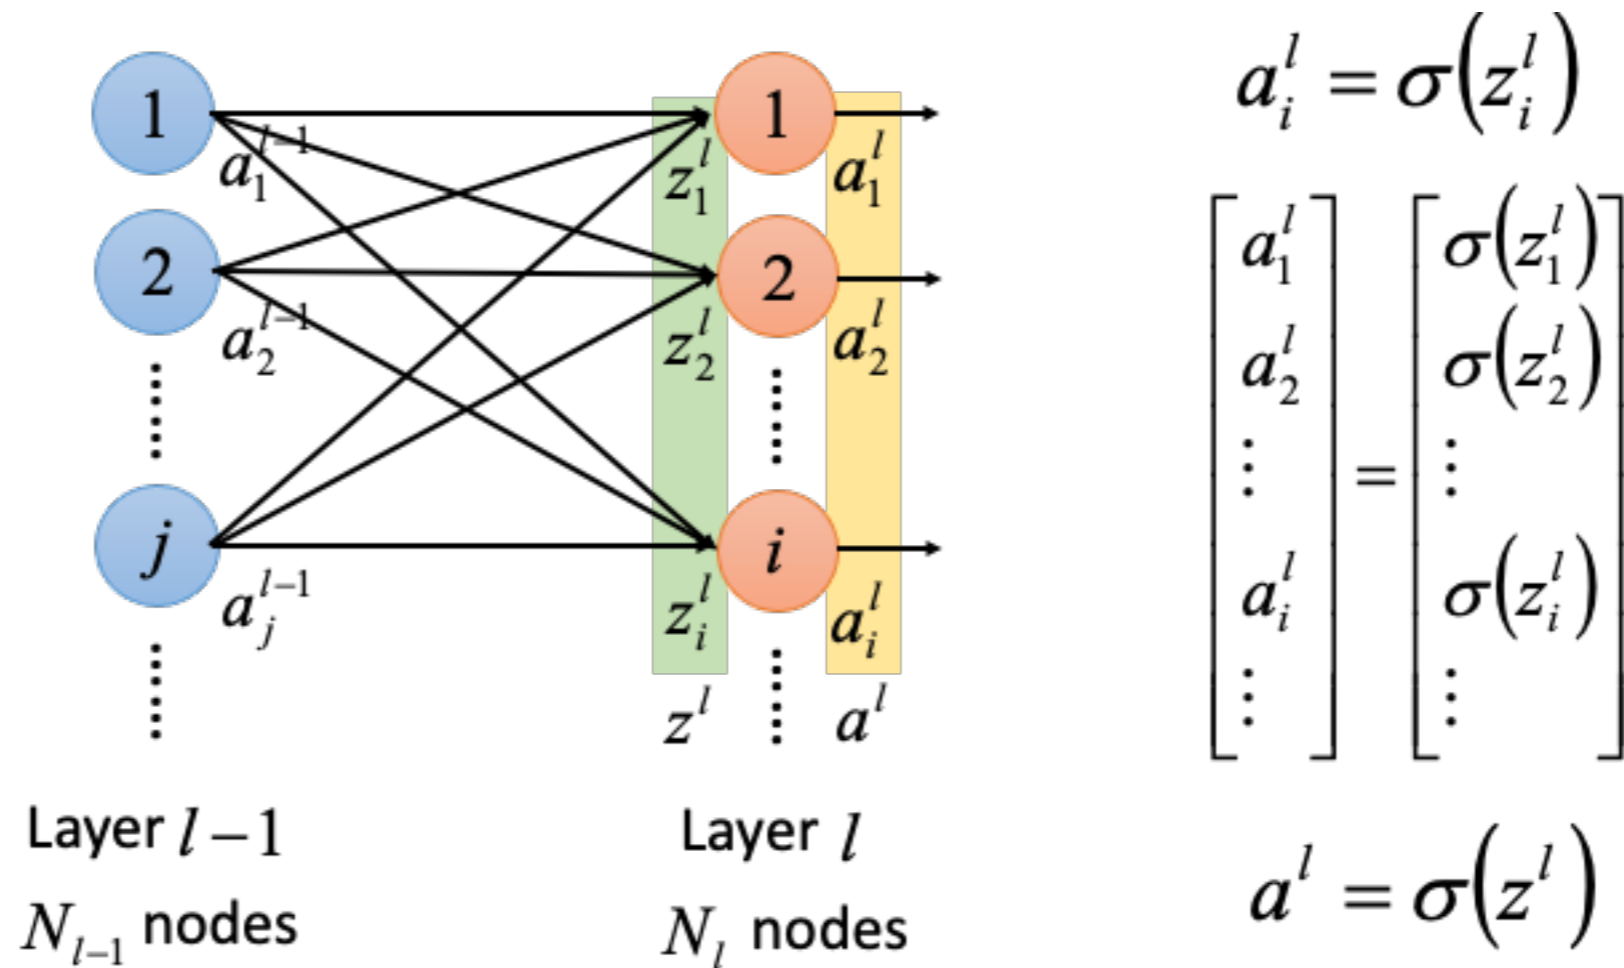 1
a_1^{l-1}
2
a_2^{l-1}
j
a_j^{l-1}
Layer l−1
N_{l−1} nodes
z_1^l
z_2^l
z_i^l
z^l
1
2
i
a_1^l
a_2^l
a_i^l
a^l
Layer l
N_l nodes
a_i^l = σ(z_i^l)
[a_1^l a_2^l ⋮ a_i^l ⋮] = [σ(z_1^l) σ(z_2^l) ⋮ σ(z_i^l) ⋮]
a^l = σ(z^l)